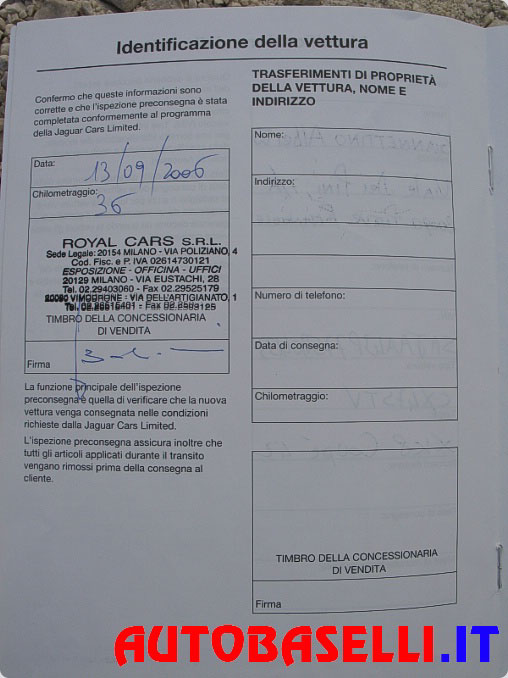 Identificazione della vettura
Confermo che queste informazioni sono
corrette e che l'ispezione preconsegna è stata
completata conformemente al programma
della Jaguar Cars Limited.
Data:
13/09/2006
Chilometraggio:
36
ROYAL CARS S.R.L.
Sede Legale: 20154 MILANO - VIA POLIZIANO, 4
Cod. Fisc. e P. IVA 02614730121
ESPOSIZIONE - OFFICINA - UFFICI
20129 MILANO - VIA EUSTACHI, 26
Tel. 02.29403060 - Fax 02.29525179
20090 VIMODRONE - VIA DELL'ARTIGIANATO, 1
TIMBRO DELLA CONCESSIONARIA
DI VENDITA
Firma
La funzione principale dell'ispezione
preconsegna è quella di verificare che la nuova
vettura venga consegnata nelle condizioni
richieste dalla Jaguar Cars Limited.
L'ispezione preconsegna assicura inoltre che
tutti gli articoli applicati durante il transito
vengano rimossi prima della consegna al
cliente.
TRASFERIMENTI DI PROPRIETÀ
DELLA VETTURA, NOME E
INDIRIZZO
Nome:
Indirizzo:
Numero di telefono:
Data di consegna:
Chilometraggio:
TIMBRO DELLA CONCESSIONARIA
DI VENDITA
Firma
AUTOBASELLI.IT